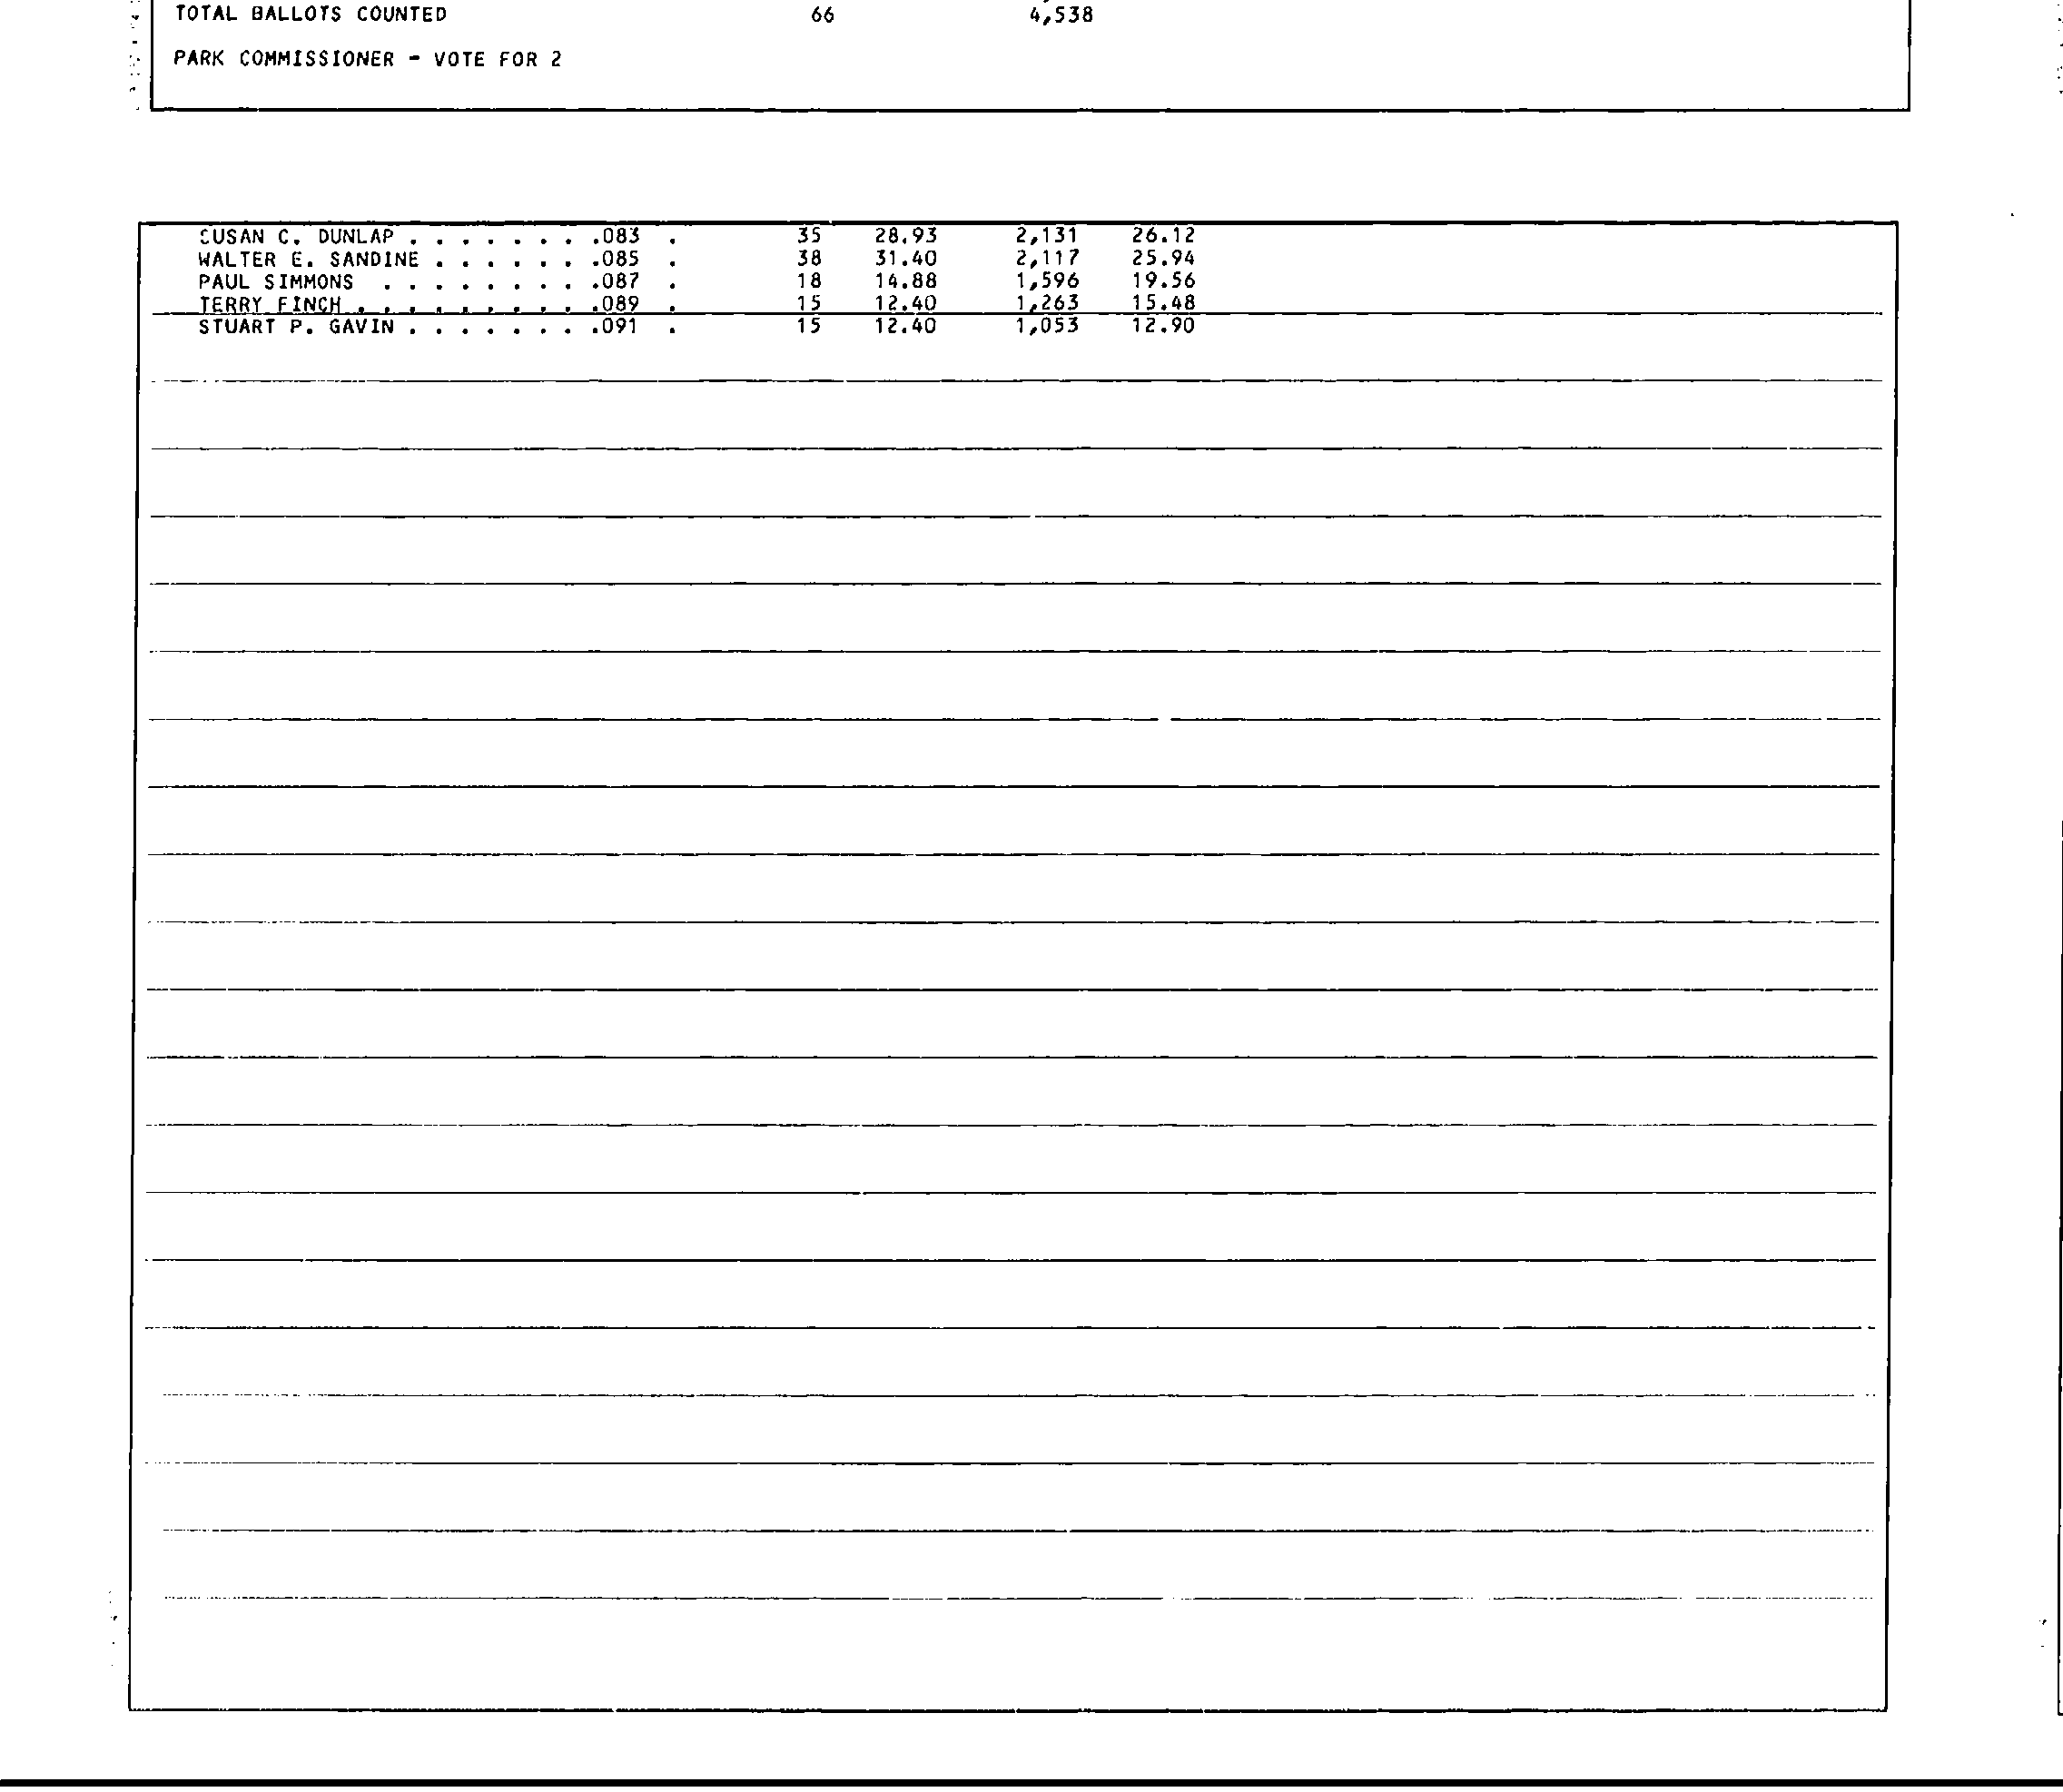 TOTAL BALLOTS COUNTED 66 4,538
PARK COMMISSIONER - VOTE FOR 2
CUSAN C. DUNLAP . . . . . . . .083 . 35 28.93 2,131 26.12
WALTER E. SANDINE . . . . . . .085 . 38 31.40 2,117 25.94
PAUL SIMMONS . . . . . . . . .087 . 18 14.88 1,596 19.56
TERRY FINCH . . . . . . . . . .089 . 15 12.40 1,263 15.48
STUART P. GAVIN . . . . . . . .091 . 15 12.40 1,053 12.90